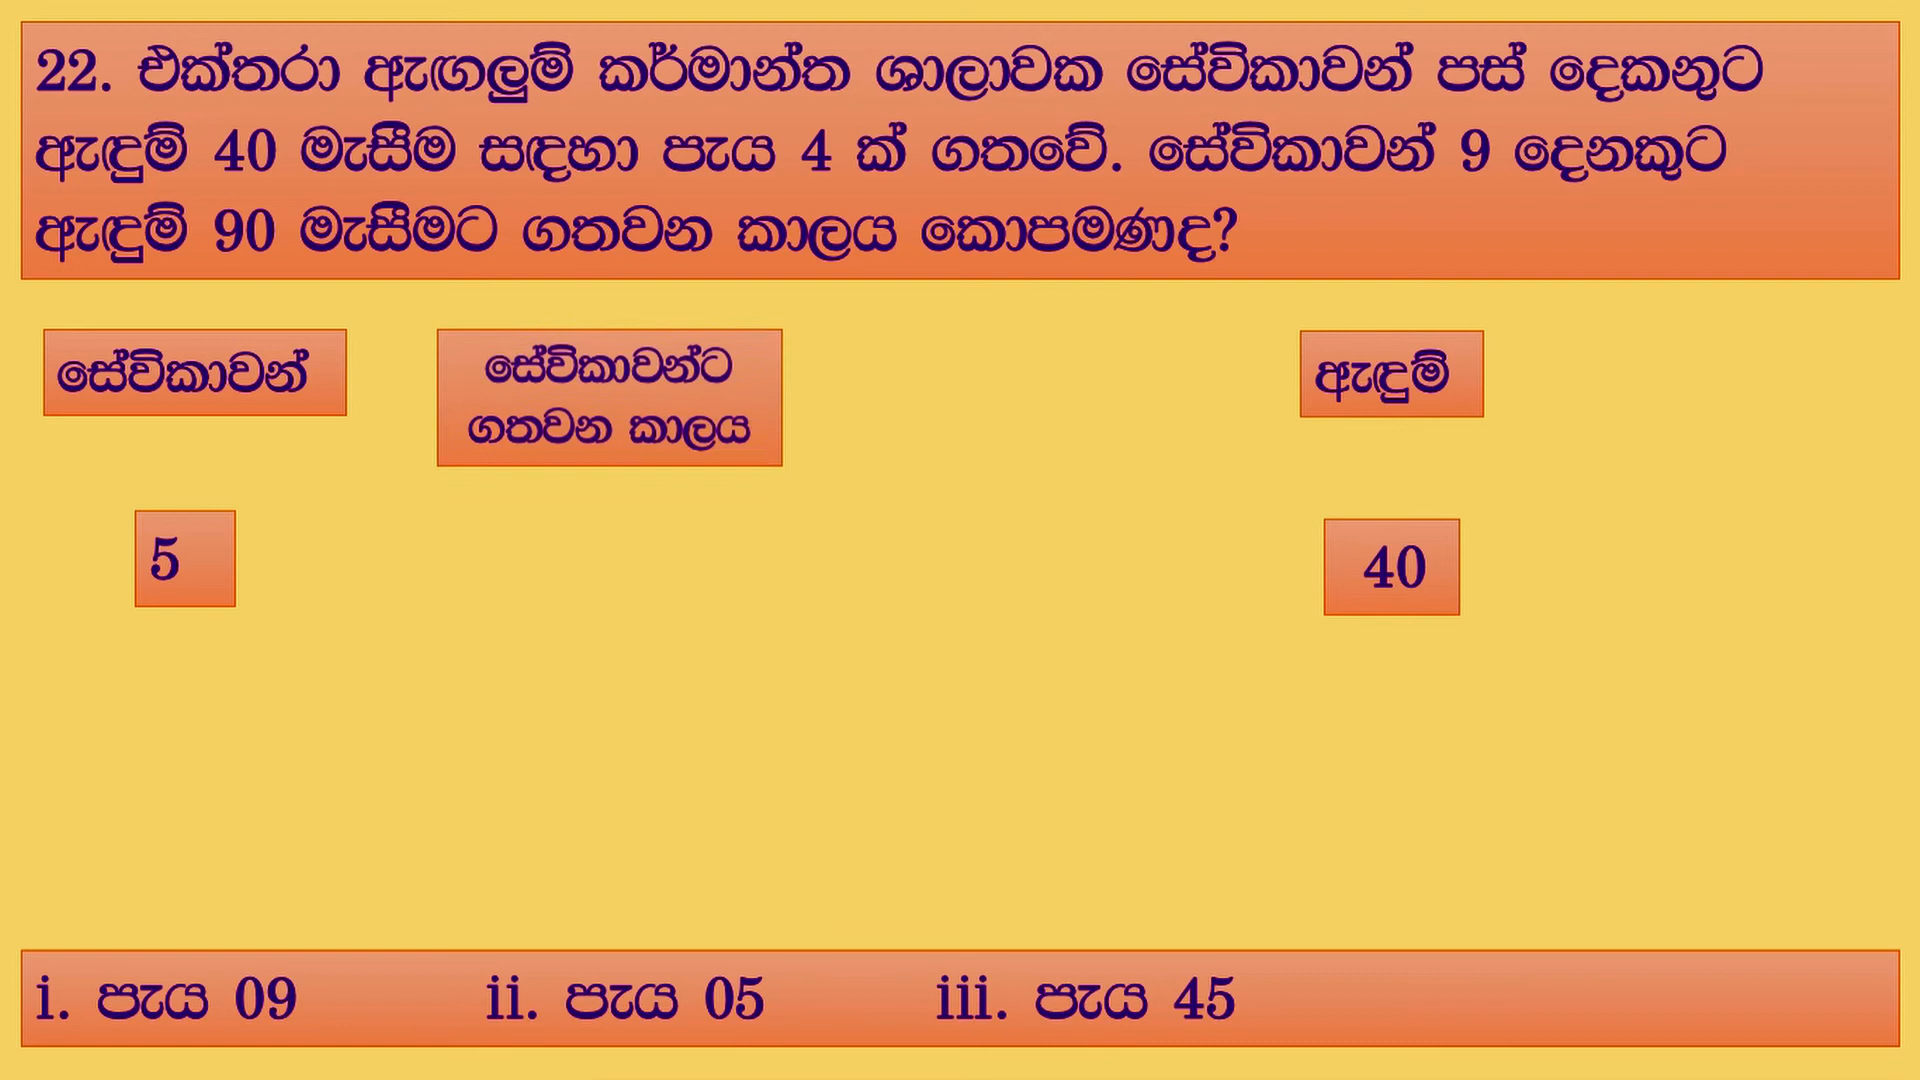 22. එක්තරා ඇඟලුම් කර්මාන්ත ශාලාවක සේවිකාවන් පස් දෙකනුට
ඇඳුම් 40 මැසීම සඳහා පැය 4 ක් ගතවේ. සේවිකාවන් 9 දෙනකුට
ඇඳුම් 90 මැසීමට ගතවන කාලය කොපමණද?
සේවිකාවන්
සේවිකාවන්ට
ගතවන කාලය
ඇඳුම්
5
40
i. පැය 09 ii. පැය 05 iii. පැය 45